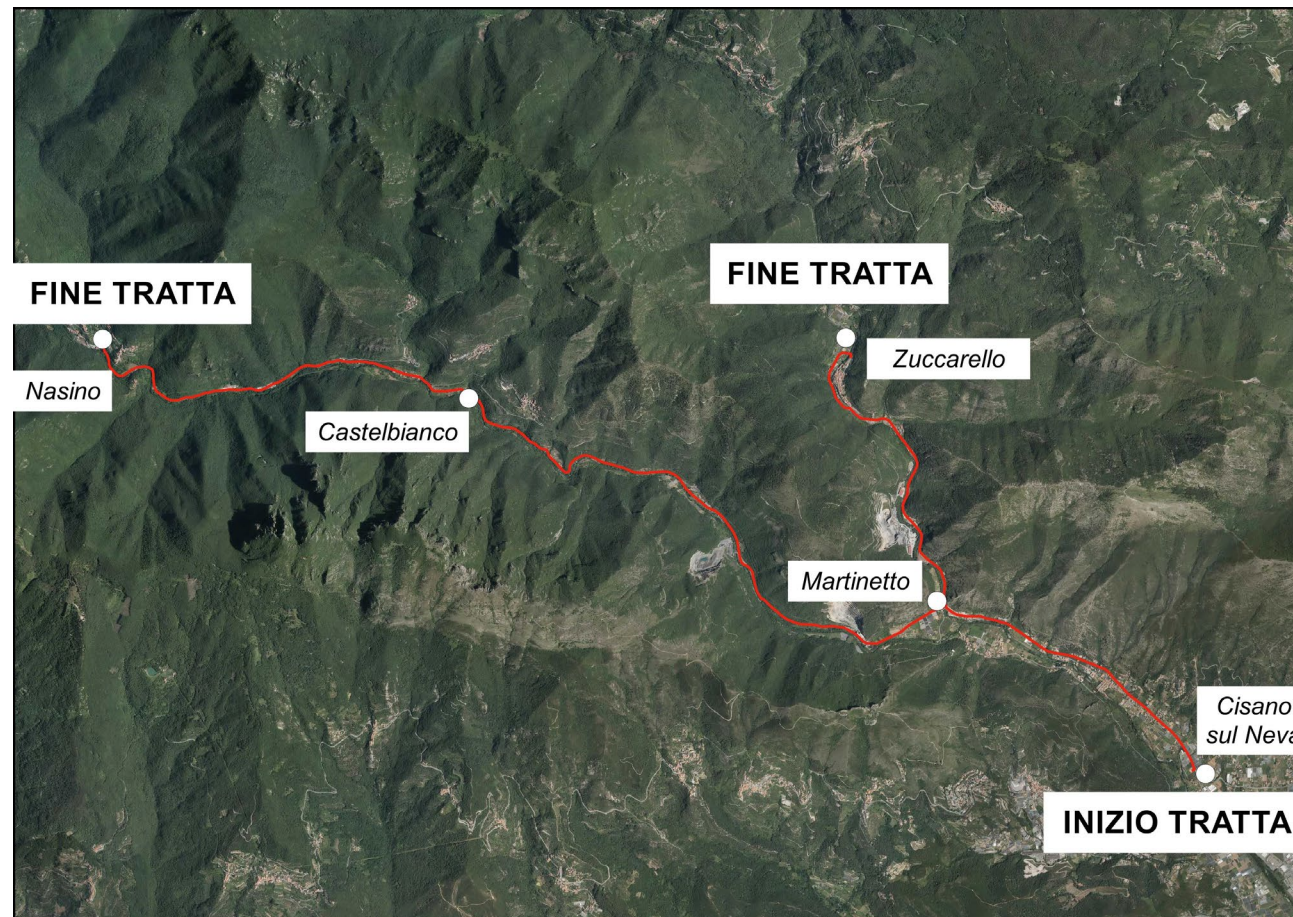 FINE TRATTA
FINE TRATTA
Zuccarello
Nasino
Castelbianco
Martinetto
Cisano
sul Neva
INIZIO TRATTA